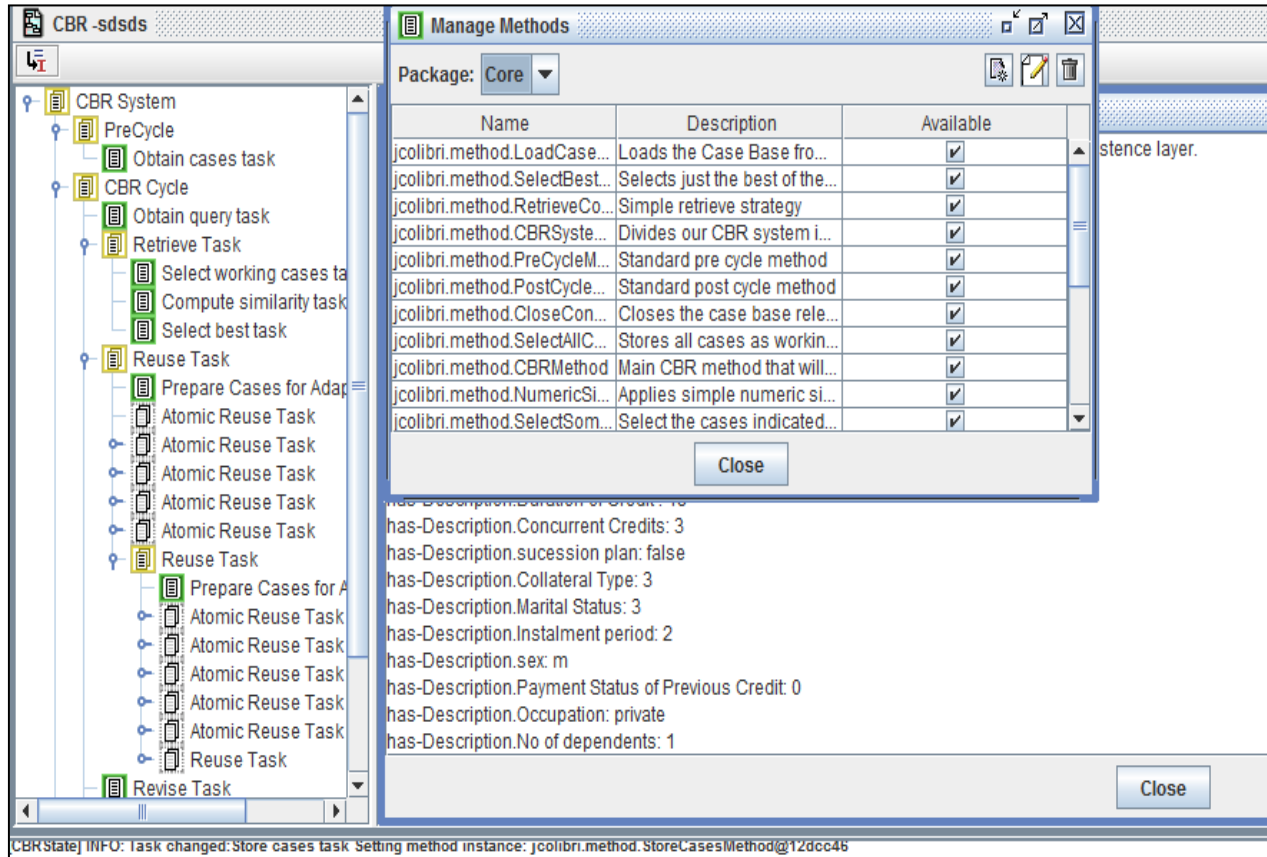 CBR -sdsds
CBR System
PreCycle
Obtain cases task
CBR Cycle
Obtain query task
Retrieve Task
Select working cases ta
Compute similarity task
Select best task
Reuse Task
Prepare Cases for Adap
Atomic Reuse Task
Atomic Reuse Task
Atomic Reuse Task
Atomic Reuse Task
Atomic Reuse Task
Reuse Task
Prepare Cases for A
Atomic Reuse Task
Atomic Reuse Task
Atomic Reuse Task
Atomic Reuse Task
Atomic Reuse Task
Reuse Task
Revise Task
Manage Methods
Package: Core
Name Description Available
jcolibri.method.LoadCase... Loads the Case Base fro...
jcolibri.method.SelectBest... Selects just the best of the...
jcolibri.method.RetrieveCo... Simple retrieve strategy
jcolibri.method.CBRSyste... Divides our CBR system i...
jcolibri.method.PreCycleM... Standard pre cycle method
jcolibri.method.PostCycle... Standard post cycle method
jcolibri.method.CloseCon... Closes the case base rele...
jcolibri.method.SelectAllC... Stores all cases as workin...
jcolibri.method.CBRMethod Main CBR method that will...
jcolibri.method.NumericSi... Applies simple numeric si...
jcolibri.method.SelectSom... Select the cases indicated...
Close
stence layer.
has-Description.Duration of Credit : 18
has-Description.Concurrent Credits: 3
has-Description.sucession plan: false
has-Description.Collateral Type: 3
has-Description.Marital Status: 3
has-Description.Instalment period: 2
has-Description.sex: m
has-Description.Payment Status of Previous Credit: 0
has-Description.Occupation: private
has-Description.No of dependents: 1
Close
[CBRState] INFO: Task changed:Store cases task Setting method instance: jcolibri.method.StoreCasesMethod@12dcc46